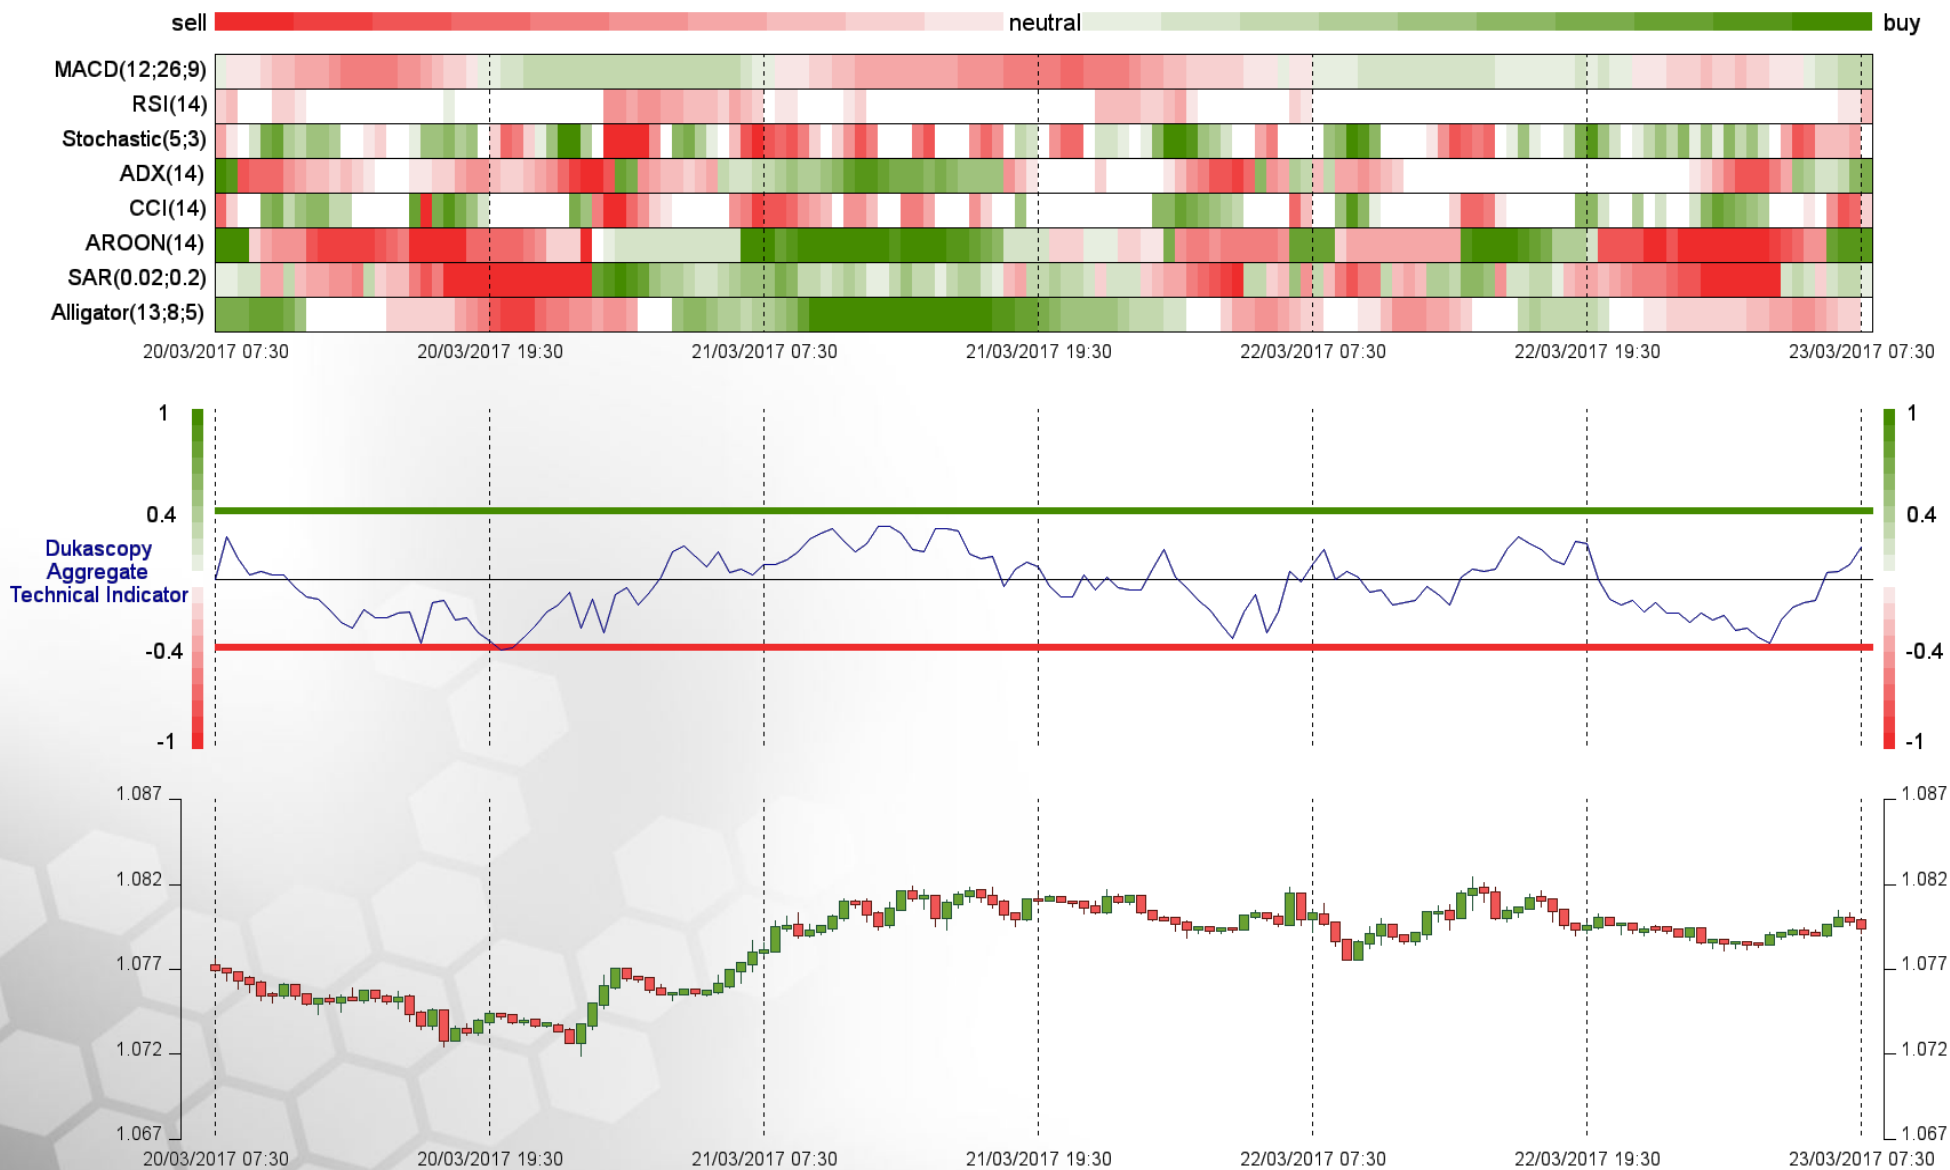 sell neutral buy
MACD(12;26;9)
RSI(14)
Stochastic(5;3)
ADX(14)
CCI(14)
AROON(14)
SAR(0.02;0.2)
Alligator(13;8;5)
20/03/2017 07:30 20/03/2017 19:30 21/03/2017 07:30 21/03/2017 19:30 22/03/2017 07:30 22/03/2017 19:30 23/03/2017 07:30
1 1
0.4 0.4
Dukascopy
Aggregate
Technical Indicator
-0.4 -0.4
-1 -1
1.087 1.087
1.082 1.082
1.077 1.077
1.072 1.072
1.067 1.067
20/03/2017 07:30 20/03/2017 19:30 21/03/2017 07:30 21/03/2017 19:30 22/03/2017 07:30 22/03/2017 19:30 23/03/2017 07:30